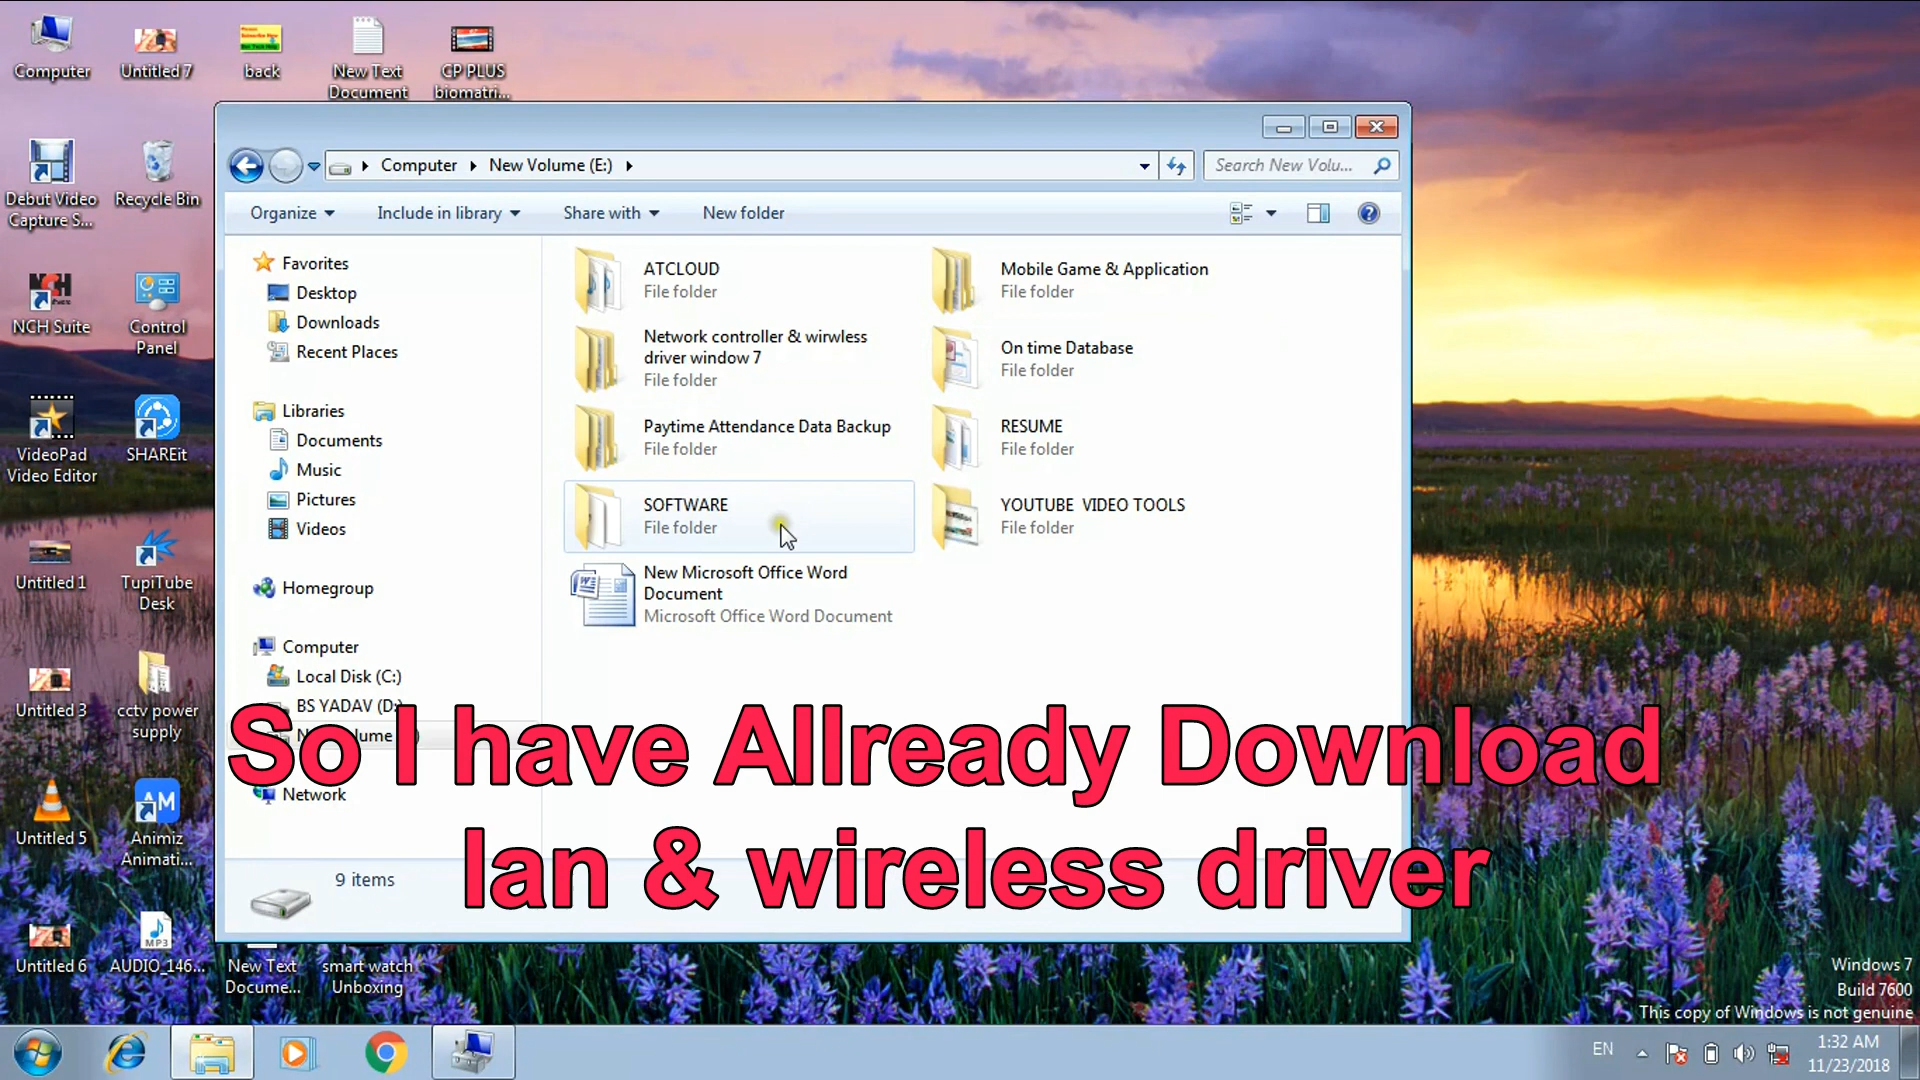 Computer
Untitled 7
back
New Text
Document
CP PLUS
biomatri...
Debut Video
Capture S...
Recycle Bin
NCH Suite
Control
Panel
VideoPad
Video Editor
SHAREit
Untitled 1
TupiTube
Desk
Untitled 3
cctv power
supply
Untitled 5
AM
Animiz
Animati...
Untitled 6
MP3
AUDIO_146...
New Text
Docume...
smart watch
Unboxing
Computer
New Volume (E:)
Search New Volu...
Organize
Include in library
Share with
New folder
Favorites
Desktop
Downloads
Recent Places
Libraries
Documents
Music
Pictures
Videos
Homegroup
Computer
Local Disk (C:)
BS YADAV (D:)
Network
ATCLOUD
File folder
Mobile Game & Application
File folder
Network controller & wirwless
driver window 7
File folder
On time Database
File folder
Paytime Attendance Data Backup
File folder
RESUME
File folder
SOFTWARE
File folder
YOUTUBE  VIDEO TOOLS
File folder
New Microsoft Office Word
Document
Microsoft Office Word Document
So I have Allready Download
lan & wireless driver
9 items
Windows 7
Build 7600
This copy of Windows is not genuine
EN
1:32 AM
11/23/2018